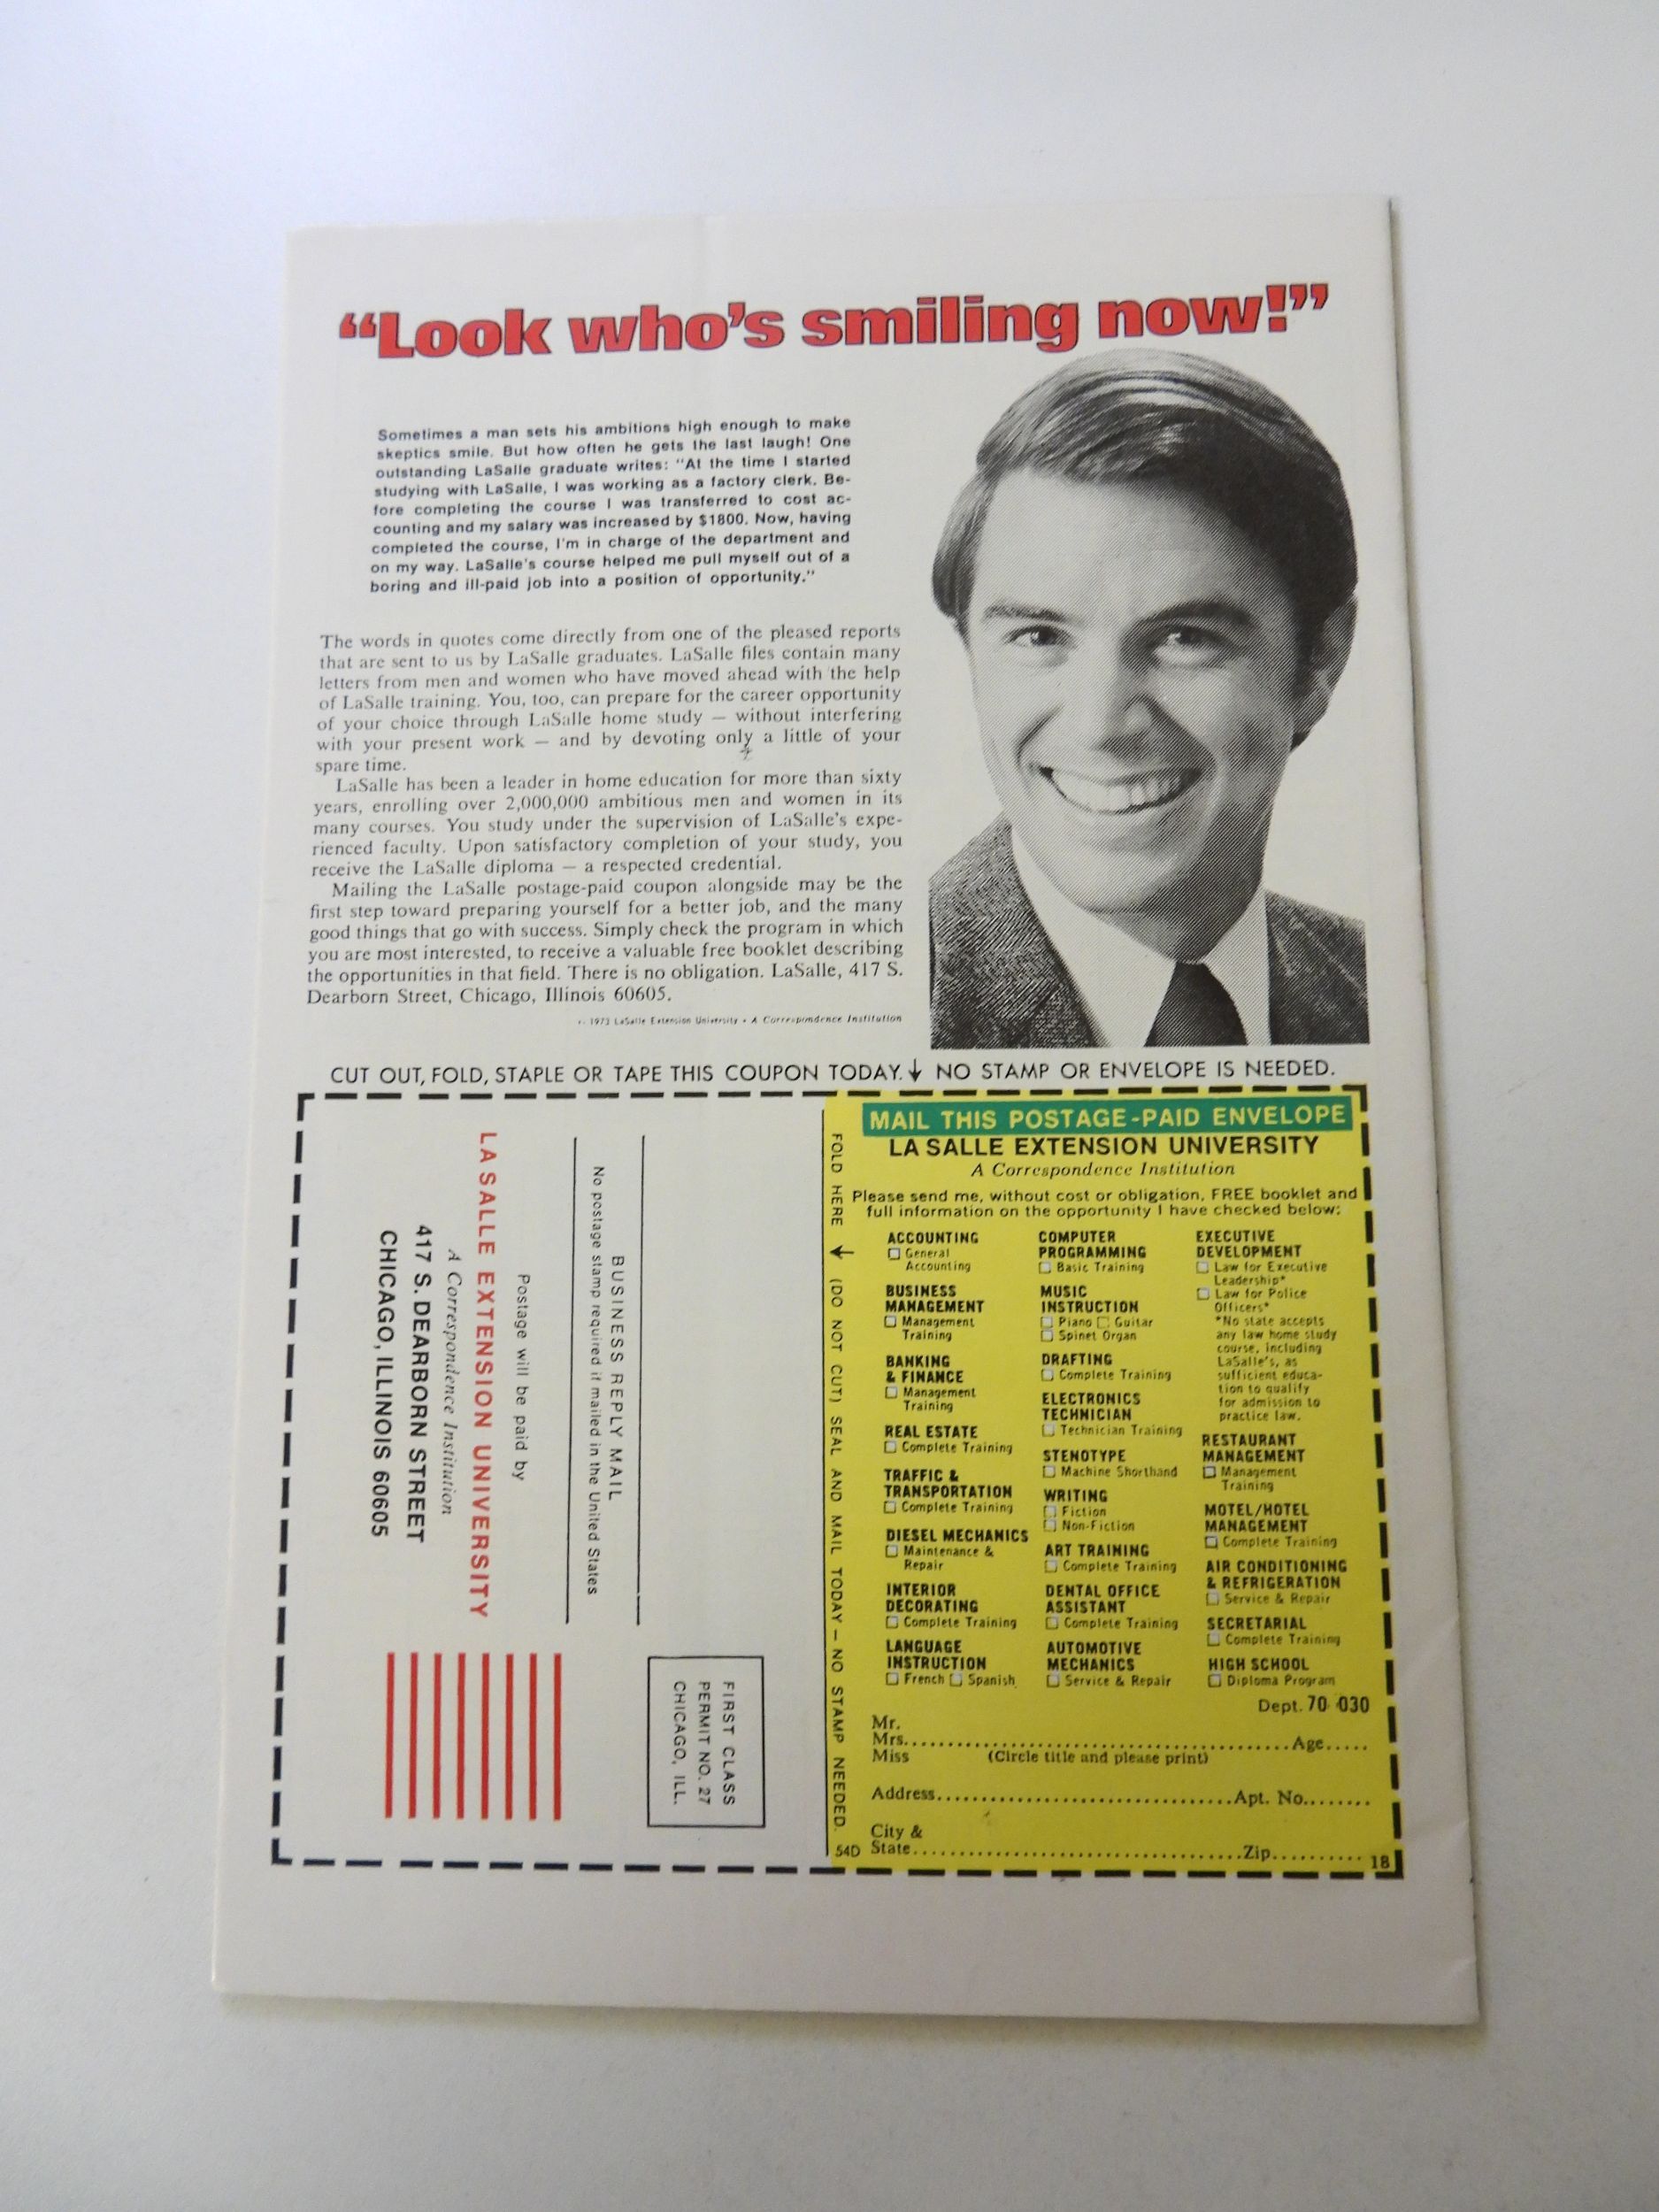 “Look who’s smiling now!”
Sometimes a man sets his ambitions high enough to make
skeptics smile. But how often he gets the last laugh! One
outstanding LaSalle graduate writes: “At the time I started
studying with LaSalle, I was working as a factory clerk. Be-
fore completing the course I was transferred to cost ac-
counting and my salary was increased by $1800. Now, having
completed the course, I'm in charge of the department and
on my way. LaSalle's course helped me pull myself out of a
boring and ill-paid job into a position of opportunity.”
The words in quotes come directly from one of the pleased reports
that are sent to us by LaSalle graduates. LaSalle files contain many
letters from men and women who have moved ahead with the help
of LaSalle training. You, too, can prepare for the career opportunity
of your choice through LaSalle home study — without interfering
with your present work — and by devoting only a little of your
spare time.
LaSalle has been a leader in home education for more than sixty
years, enrolling over 2,000,000 ambitious men and women in its
many courses. You study under the supervision of LaSalle's expe-
rienced faculty. Upon satisfactory completion of your study, you
receive the LaSalle diploma — a respected credential.
Mailing the LaSalle postage-paid coupon alongside may be the
first step toward preparing yourself for a better job, and the many
good things that go with success. Simply check the program in which
you are most interested, to receive a valuable free booklet describing
the opportunities in that field. There is no obligation. LaSalle, 417 S.
Dearborn Street, Chicago, Illinois 60605.
1973 LaSalle Extension University • A Correspondence Institution
CUT OUT, FOLD, STAPLE OR TAPE THIS COUPON TODAY. NO STAMP OR ENVELOPE IS NEEDED.
FIRST CLASS
PERMIT NO. 27
CHICAGO, ILL.
BUSINESS REPLY MAIL
No postage stamp required if mailed in the United States
Postage will be paid by
LA SALLE EXTENSION UNIVERSITY
A Correspondence Institution
417 S. DEARBORN STREET
CHICAGO, ILLINOIS 60605
FOLD HERE (DO NOT CUT) SEAL AND MAIL TODAY — NO STAMP NEEDED.
54D
MAIL THIS POSTAGE-PAID ENVELOPE
LA SALLE EXTENSION UNIVERSITY
A Correspondence Institution
Please send me, without cost or obligation, FREE booklet and
full information on the opportunity I have checked below:
ACCOUNTING
General
Accounting
BUSINESS
MANAGEMENT
Management
Training
BANKING
& FINANCE
Management
Training
REAL ESTATE
Complete Training
TRAFFIC &
TRANSPORTATION
Complete Training
DIESEL MECHANICS
Maintenance &
Repair
INTERIOR
DECORATING
Complete Training
LANGUAGE
INSTRUCTION
French Spanish
COMPUTER
PROGRAMMING
Basic Training
MUSIC
INSTRUCTION
Piano Guitar
Spinet Organ
DRAFTING
Complete Training
ELECTRONICS
TECHNICIAN
Technician Training
STENOTYPE
Machine Shorthand
WRITING
Fiction
Non-Fiction
ART TRAINING
Complete Training
DENTAL OFFICE
ASSISTANT
Complete Training
AUTOMOTIVE
MECHANICS
Service & Repair
EXECUTIVE
DEVELOPMENT
Law for Executive
Leadership*
Law for Police
Officers*
*No state accepts
any law home study
course, including
LaSalle's, as
sufficient educa-
tion to qualify
for admission to
practice law.
RESTAURANT
MANAGEMENT
Management
Training
MOTEL/HOTEL
MANAGEMENT
Complete Training
AIR CONDITIONING
& REFRIGERATION
Service & Repair
SECRETARIAL
Complete Training
HIGH SCHOOL
Diploma Program
Dept. 70-030
Mr.
Mrs. Age
Miss (Circle title and please print)
Address Apt. No.
City &
State Zip
18